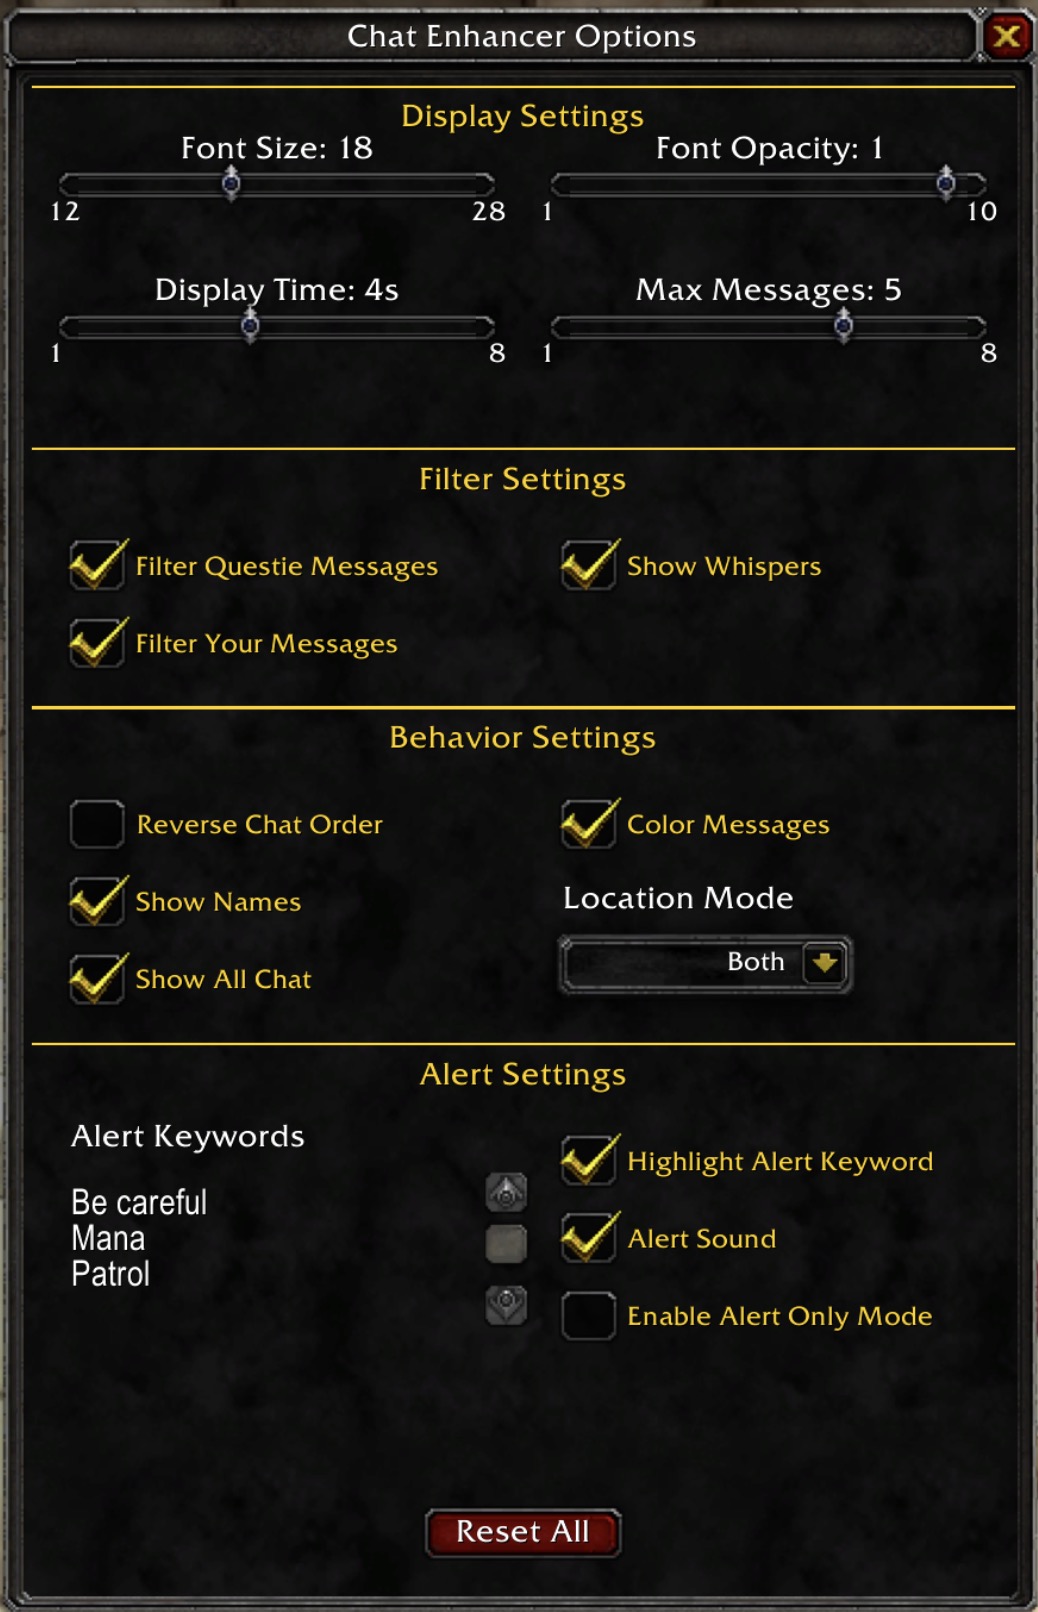 Chat Enhancer Options
Display Settings
Font Size: 18
Font Opacity: 1
12
28
1
10
Display Time: 4s
Max Messages: 5
1
8
1
8
Filter Settings
Filter Questie Messages
Show Whispers
Filter Your Messages
Behavior Settings
Reverse Chat Order
Color Messages
Show Names
Location Mode
Show All Chat
Both
Alert Settings
Alert Keywords
Highlight Alert Keyword
Be careful
Mana
Alert Sound
Patrol
Enable Alert Only Mode
Reset All